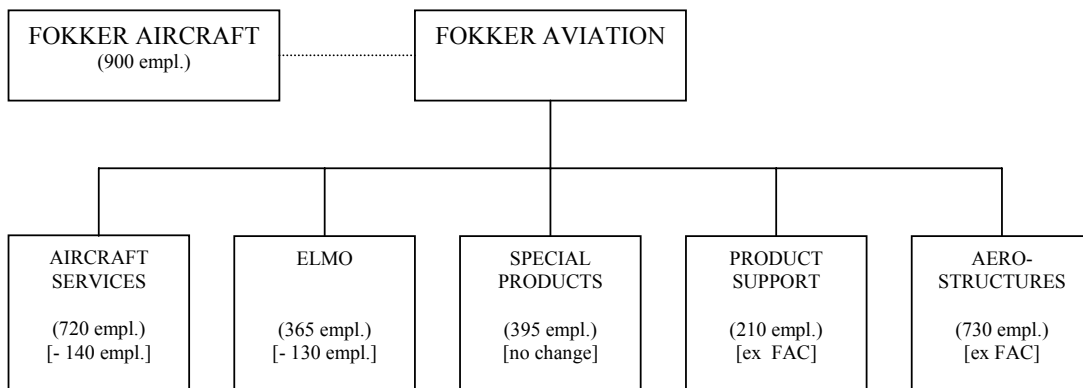 FOKKER AIRCRAFT
(900 empl.)
FOKKER AVIATION
AIRCRAFT
SERVICES
(720 empl.)
[- 140 empl.]
ELMO
(365 empl.)
[- 130 empl.]
SPECIAL
PRODUCTS
(395 empl.)
[no change]
PRODUCT
SUPPORT
(210 empl.)
[ex FAC]
AERO-
STRUCTURES
(730 empl.)
[ex FAC]